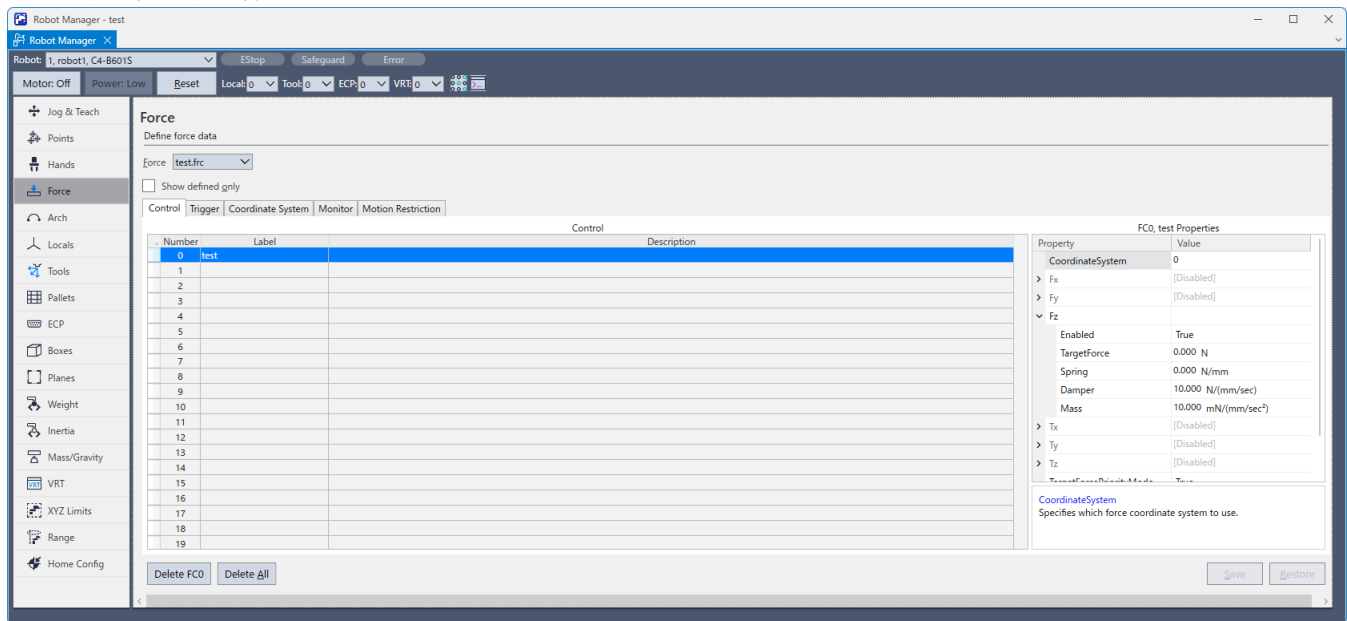 Robot Manager - test
Robot Manager
Robot: 1, robot1, C4-B601S EStop Safeguard Error
Motor: Off Power: Low Reset Local: 0 Tool: 0 ECP: 0 VRT: 0
Jog & Teach
Points
Hands
Force
Arch
Locals
Tools
Pallets
ECP
Boxes
Planes
Weight
Inertia
Mass/Gravity
VRT
XYZ Limits
Range
Home Config
Force
Define force data
Force test.frc
Show defined only
Control Trigger Coordinate System Monitor Motion Restriction
Control
Number Label Description
0 test
1
2
3
4
5
6
7
8
9
10
11
12
13
14
15
16
17
18
19
FC0, test Properties
Property Value
CoordinateSystem 0
Fx [Disabled]
Fy [Disabled]
Fz
Enabled True
TargetForce 0.000 N
Spring 0.000 N/mm
Damper 10.000 N/(mm/sec)
Mass 10.000 mN/(mm/sec²)
Tx [Disabled]
Ty [Disabled]
Tz [Disabled]
TargetForcePriorityMode True
CoordinateSystem
Specifies which force coordinate system to use.
Delete FC0 Delete All Save Restore